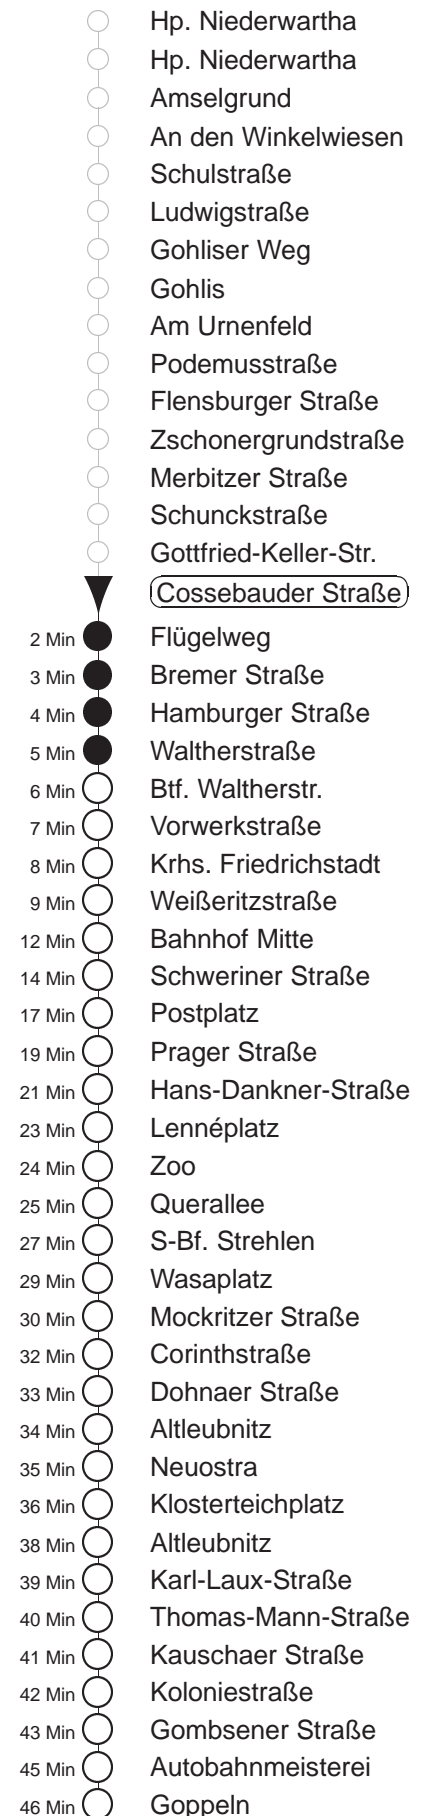 Hp. Niederwartha
Hp. Niederwartha
Amselgrund
An den Winkelwiesen
Schulstraße
Ludwigstraße
Gohliser Weg
Gohlis
Am Urnenfeld
Podemusstraße
Flensburger Straße
Zschonergrundstraße
Merbitzer Straße
Schunckstraße
Gottfried-Keller-Str.
Cossebauder Straße
2 Min Flügelweg
3 Min Bremer Straße
4 Min Hamburger Straße
5 Min Waltherstraße
6 Min Btf. Waltherstr.
7 Min Vorwerkstraße
8 Min Krhs. Friedrichstadt
9 Min Weißeritzstraße
12 Min Bahnhof Mitte
14 Min Schweriner Straße
17 Min Postplatz
19 Min Prager Straße
21 Min Hans-Dankner-Straße
23 Min Lennéplatz
24 Min Zoo
25 Min Querallee
27 Min S-Bf. Strehlen
29 Min Wasaplatz
30 Min Mockritzer Straße
32 Min Corinthstraße
33 Min Dohnaer Straße
34 Min Altleubnitz
35 Min Neuostra
36 Min Klosterteichplatz
38 Min Altleubnitz
39 Min Karl-Laux-Straße
40 Min Thomas-Mann-Straße
41 Min Kauschaer Straße
42 Min Koloniestraße
43 Min Gombsener Straße
45 Min Autobahnmeisterei
46 Min Goppeln